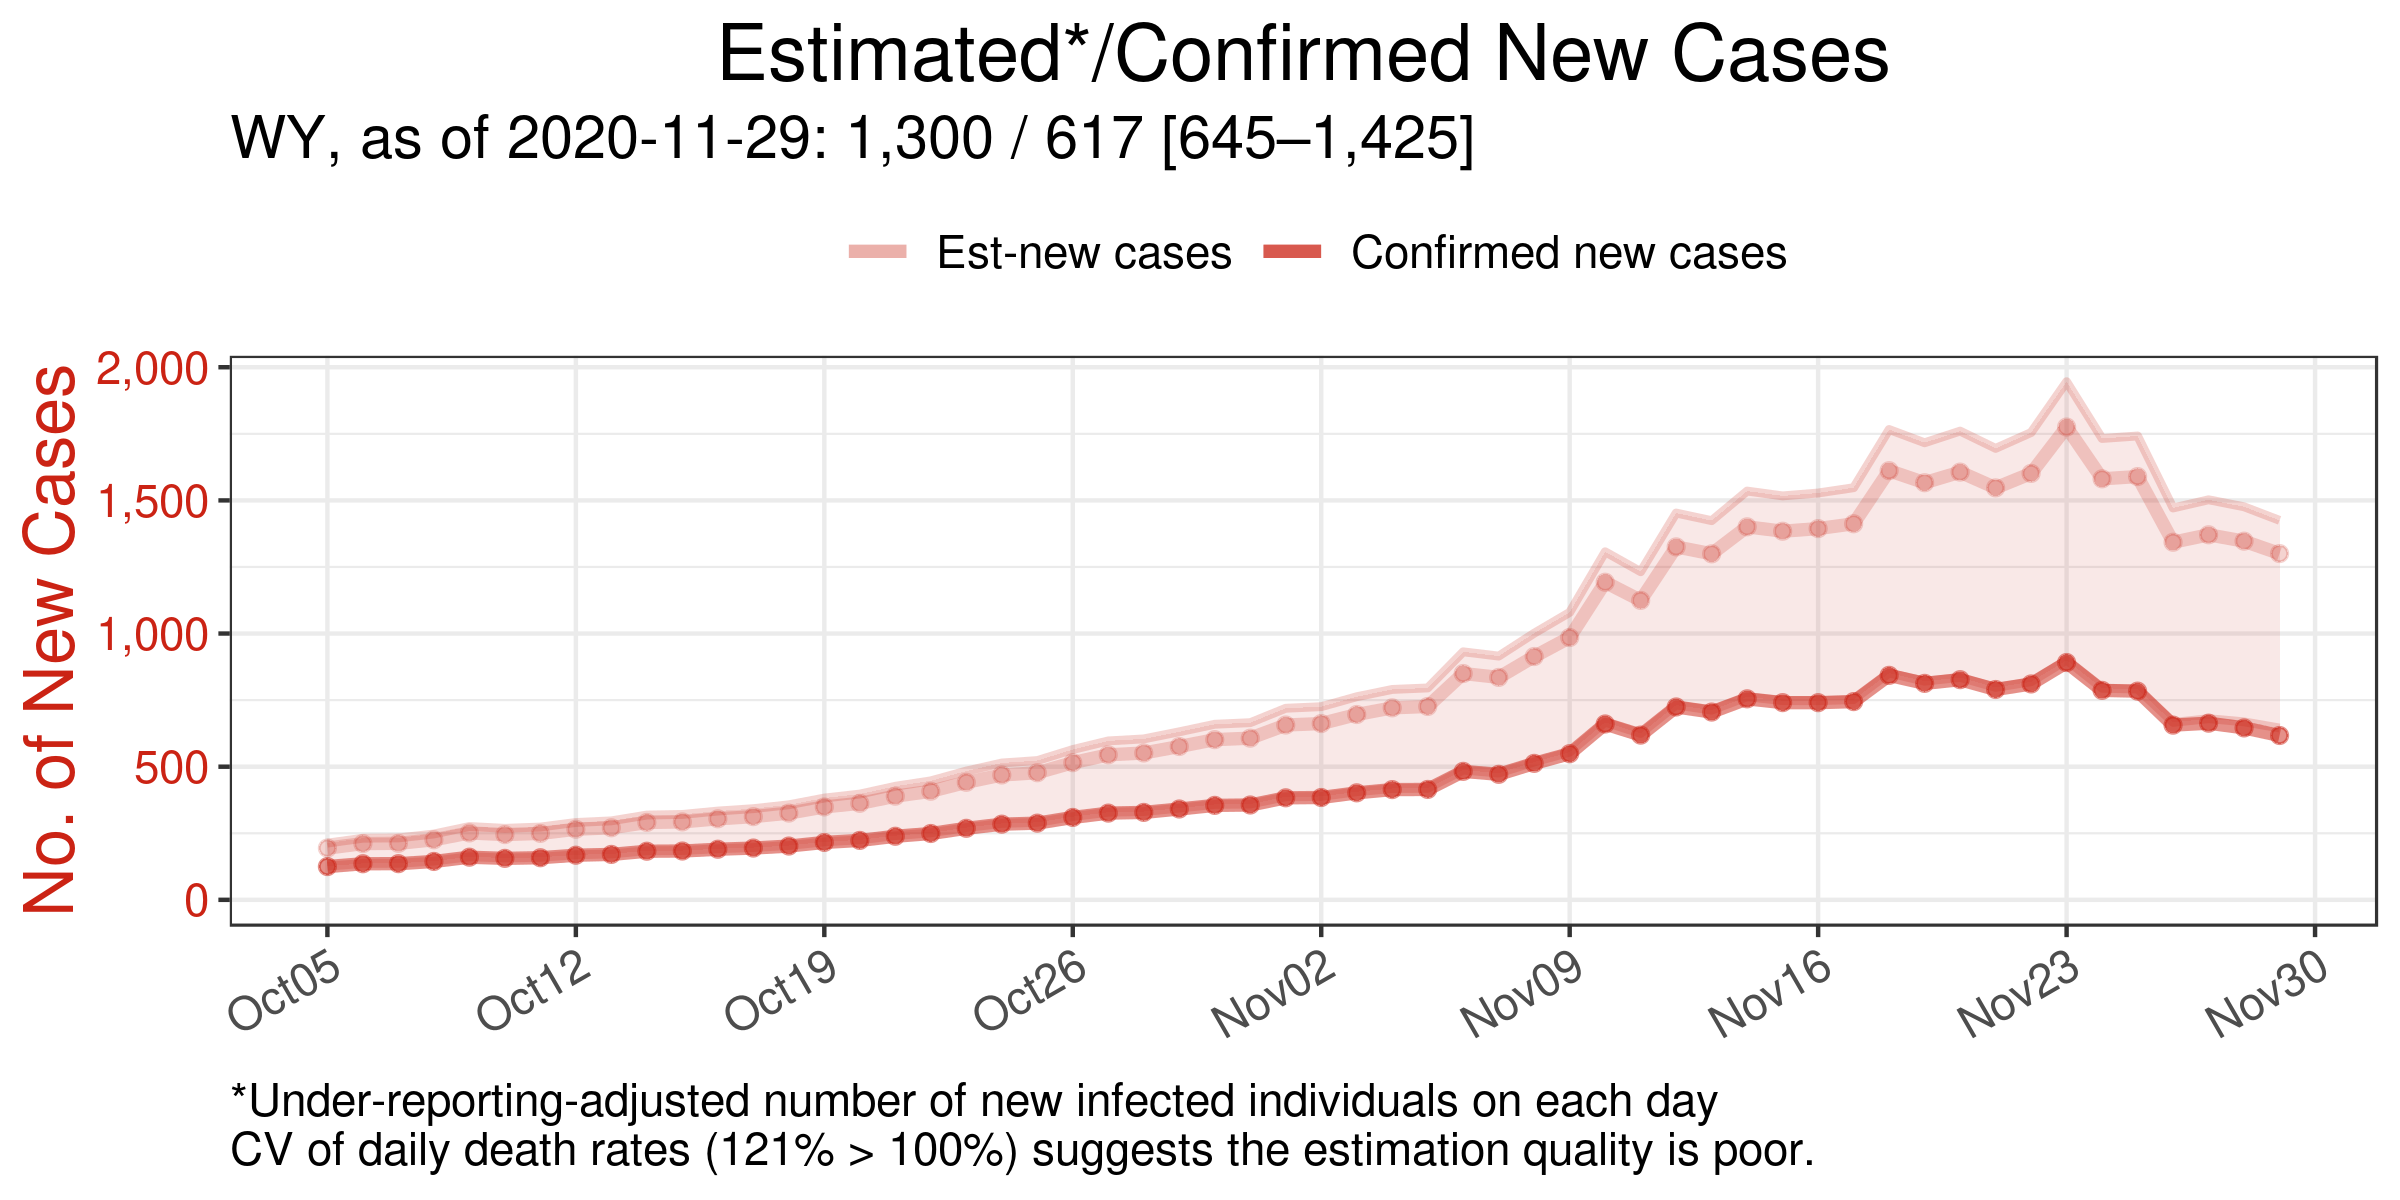 Estimated*/Confirmed New Cases
WY, as of 2020-11-29: 1,300 / 617 [645–1,425]
Est-new cases
Confirmed new cases
No. of New Cases
2,000
1,500
1,000
500
0
Oct05
Oct12
Oct19
Oct26
Nov02
Nov09
Nov16
Nov23
Nov30
*Under-reporting-adjusted number of new infected individuals on each day
CV of daily death rates (121% > 100%) suggests the estimation quality is poor.